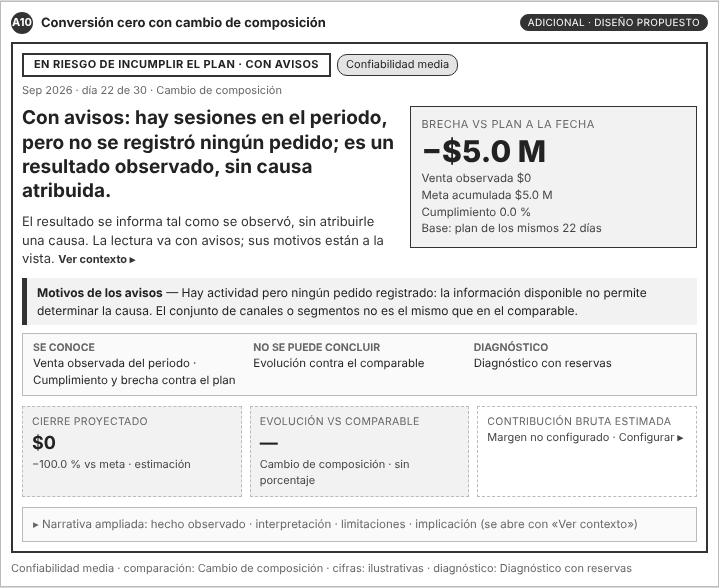 A10 Conversión cero con cambio de composición
ADICIONAL · DISEÑO PROPUESTO
EN RIESGO DE INCUMPLIR EL PLAN · CON AVISOS
Confiabilidad media
Sep 2026 · día 22 de 30 · Cambio de composición
Con avisos: hay sesiones en el periodo,
pero no se registró ningún pedido; es un
resultado observado, sin causa
atribuida.
El resultado se informa tal como se observó, sin atribuirle
una causa. La lectura va con avisos; sus motivos están a la
vista. Ver contexto ▸
BRECHA VS PLAN A LA FECHA
−$5.0 M
Venta observada $0
Meta acumulada $5.0 M
Cumplimiento 0.0 %
Base: plan de los mismos 22 días
Motivos de los avisos — Hay actividad pero ningún pedido registrado: la información disponible no permite
determinar la causa. El conjunto de canales o segmentos no es el mismo que en el comparable.
SE CONOCE
Venta observada del periodo ·
Cumplimiento y brecha contra el plan
NO SE PUEDE CONCLUIR
Evolución contra el comparable
DIAGNÓSTICO
Diagnóstico con reservas
CIERRE PROYECTADO
$0
−100.0 % vs meta · estimación
EVOLUCIÓN VS COMPARABLE
—
Cambio de composición · sin
porcentaje
CONTRIBUCIÓN BRUTA ESTIMADA
Margen no configurado · Configurar ▸
▸ Narrativa ampliada: hecho observado · interpretación · limitaciones · implicación (se abre con «Ver contexto»)
Confiabilidad media · comparación: Cambio de composición · cifras: ilustrativas · diagnóstico: Diagnóstico con reservas